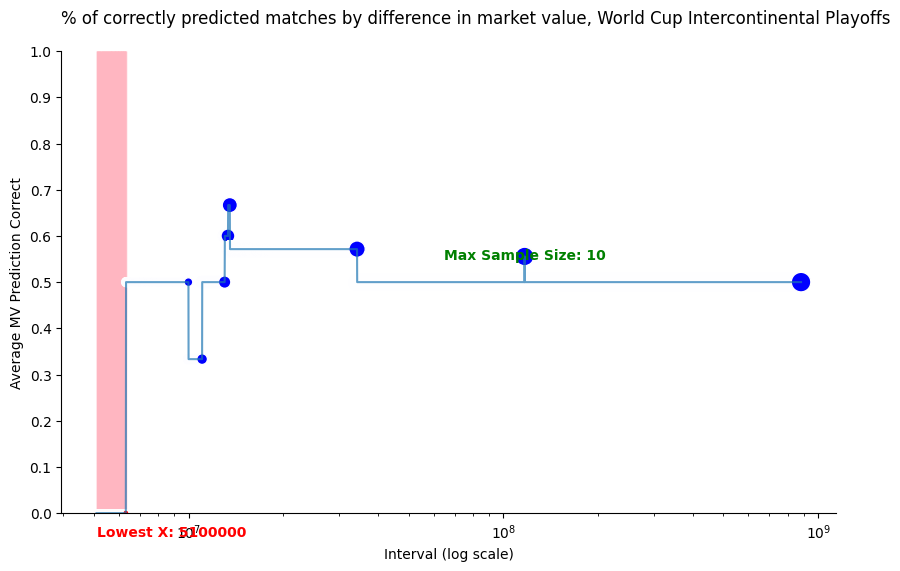 % of correctly predicted matches by difference in market value, World Cup Intercontinental Playoffs
1.0
0.9
0.8
0.7
0.6
Max Sample Size: 10
0.5
0.4
0.3
0.2
0.1
0.0
Average MV Prediction Correct
Lowest X: 5100000
10⁷
10⁸
10⁹
Interval (log scale)